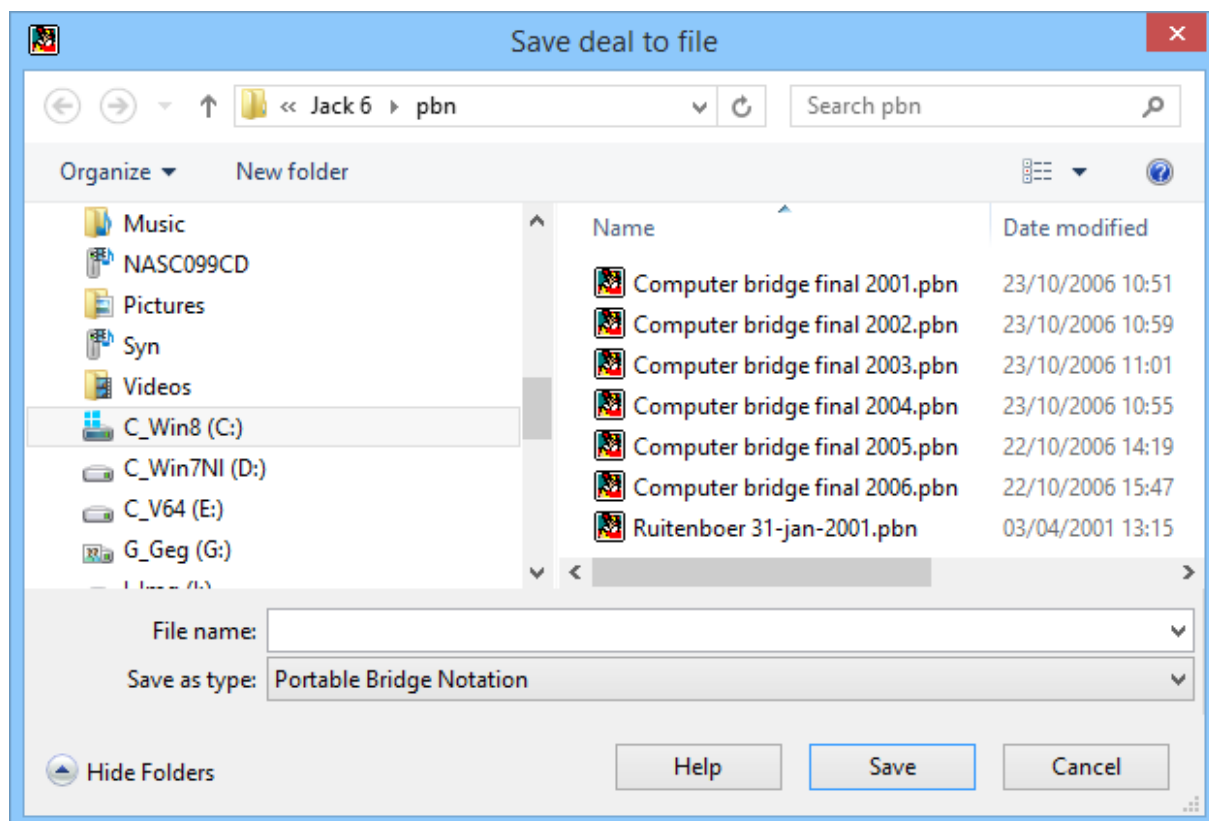 Save deal to file
« Jack 6 pbn
Search pbn
Organize
New folder
Music
NASC099CD
Pictures
Syn
Videos
C_Win8 (C:)
C_Win7NI (D:)
C_V64 (E:)
G_Geg (G:)
Name Date modified
Computer bridge final 2001.pbn 23/10/2006 10:51
Computer bridge final 2002.pbn 23/10/2006 10:59
Computer bridge final 2003.pbn 23/10/2006 11:01
Computer bridge final 2004.pbn 23/10/2006 10:55
Computer bridge final 2005.pbn 22/10/2006 14:19
Computer bridge final 2006.pbn 22/10/2006 15:47
Ruitenboer 31-jan-2001.pbn 03/04/2001 13:15
File name:
Save as type: Portable Bridge Notation
Hide Folders
Help
Save
Cancel